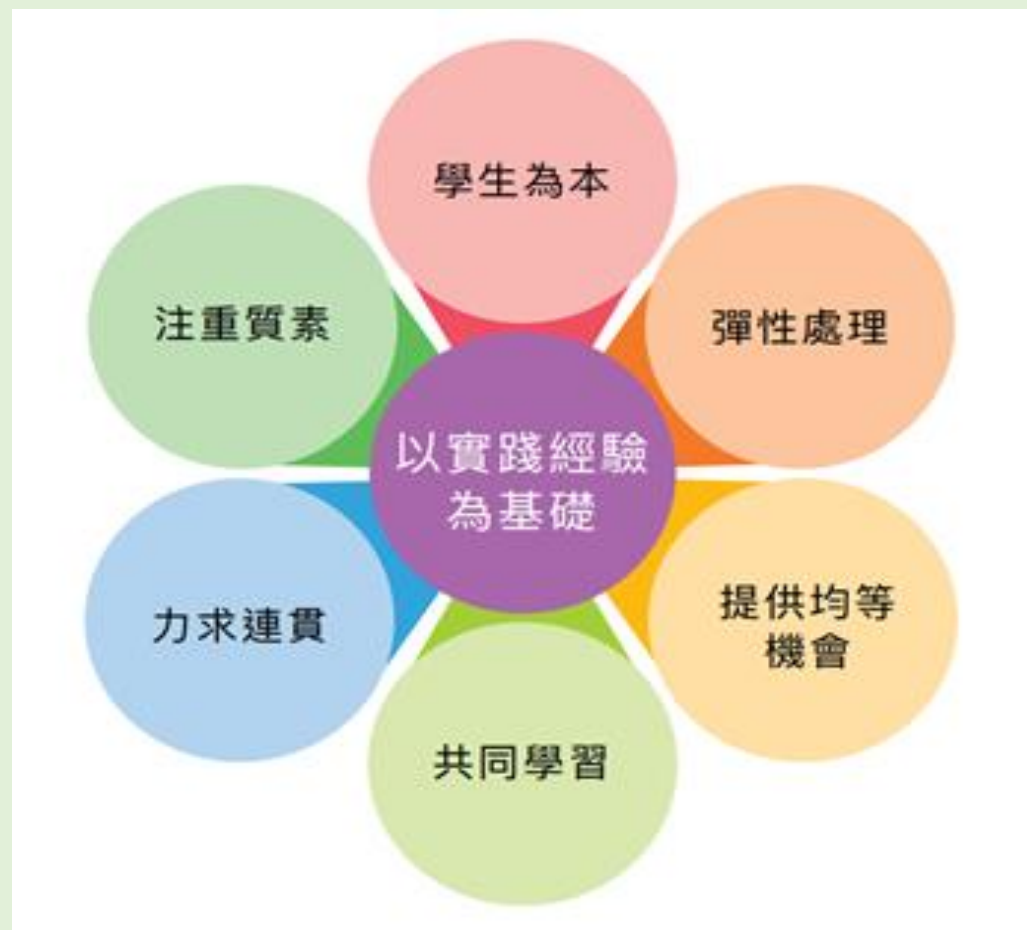 學生為本
彈性處理
提供均等
機會
共同學習
力求連貫
注重質素
以實踐經驗
為基礎